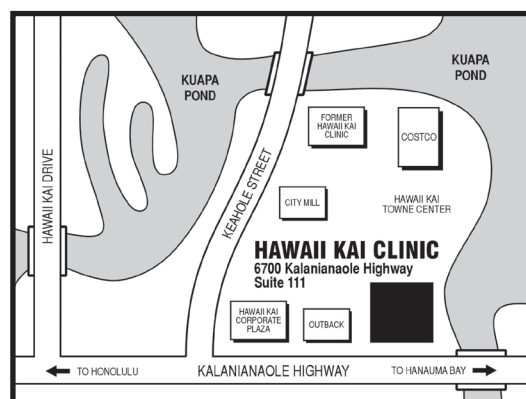 KUAPA
POND
KUAPA
POND
FORMER
HAWAII KAI
CLINIC
COSTCO
HAWAII KAI DRIVE
KEAHOLE STREET
CITY MILL
HAWAII KAI
TOWNE CENTER
HAWAII KAI CLINIC
6700 Kalanianaole Highway
Suite 111
HAWAII KAI
CORPORATE
PLAZA
OUTBACK
TO HONOLULU
KALANIANAOLE HIGHWAY
TO HANAUMA BAY